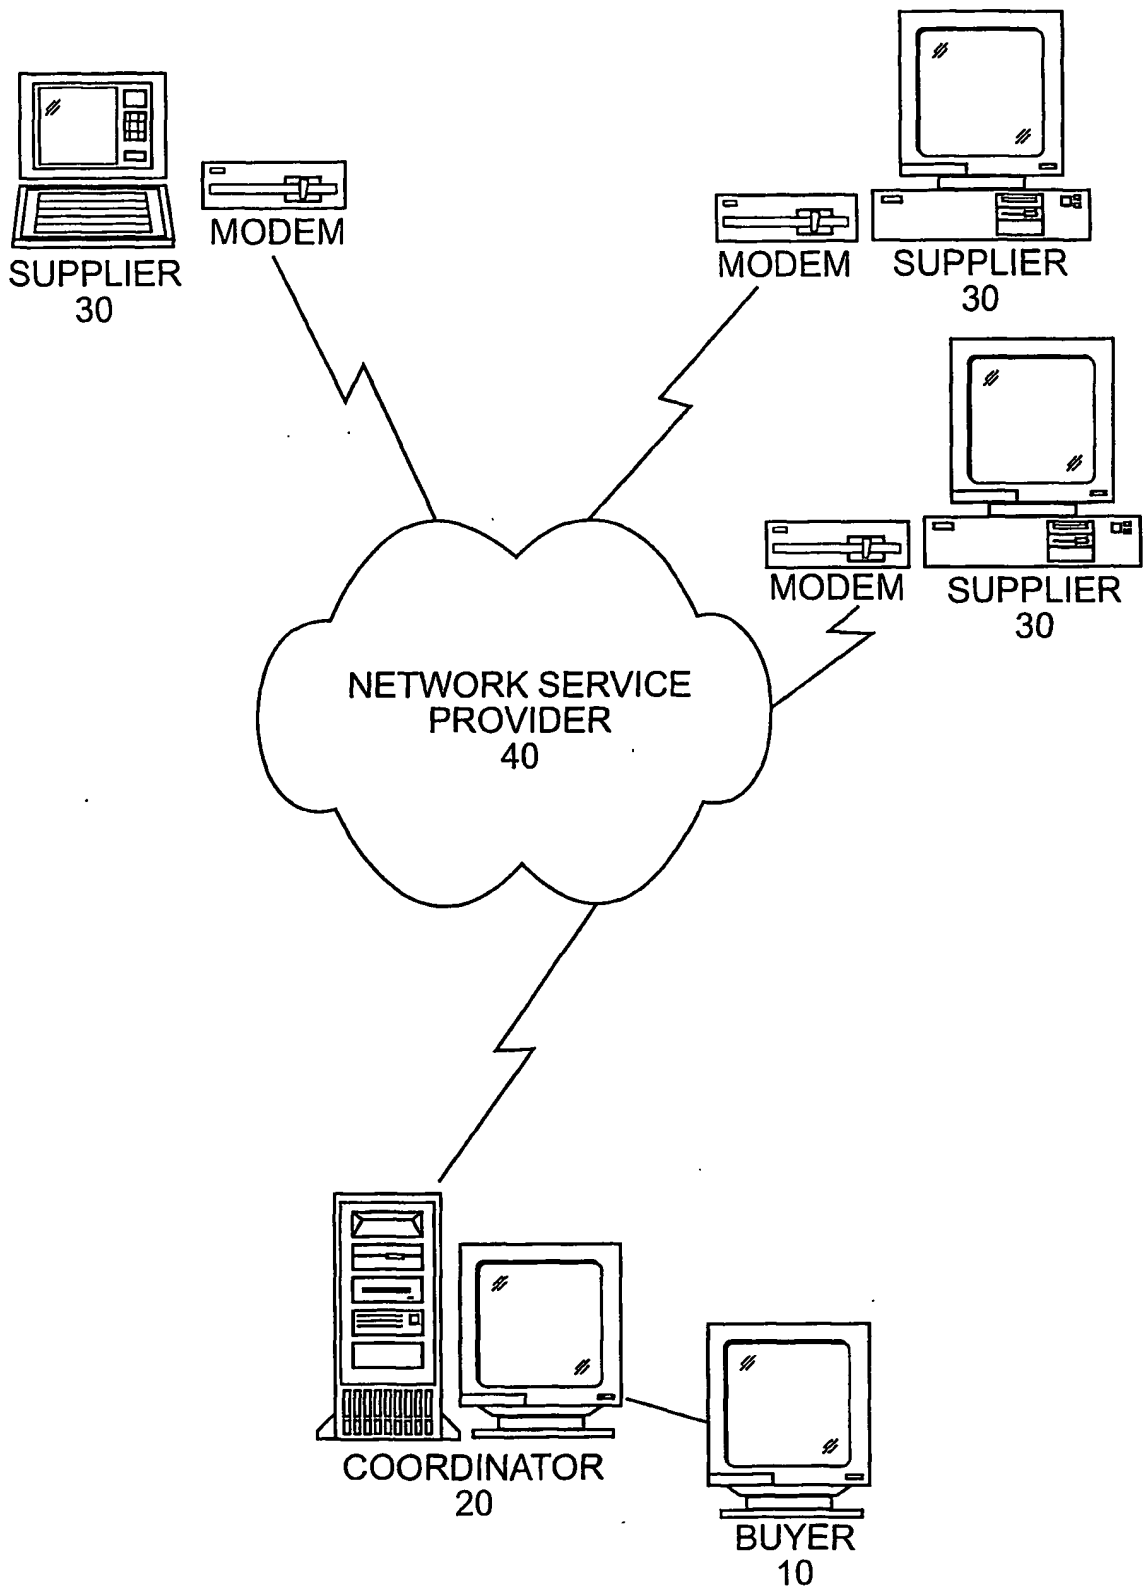 MODEM
SUPPLIER
30
MODEM
SUPPLIER
30
MODEM
SUPPLIER
30
NETWORK SERVICE
PROVIDER
40
COORDINATOR
20
BUYER
10